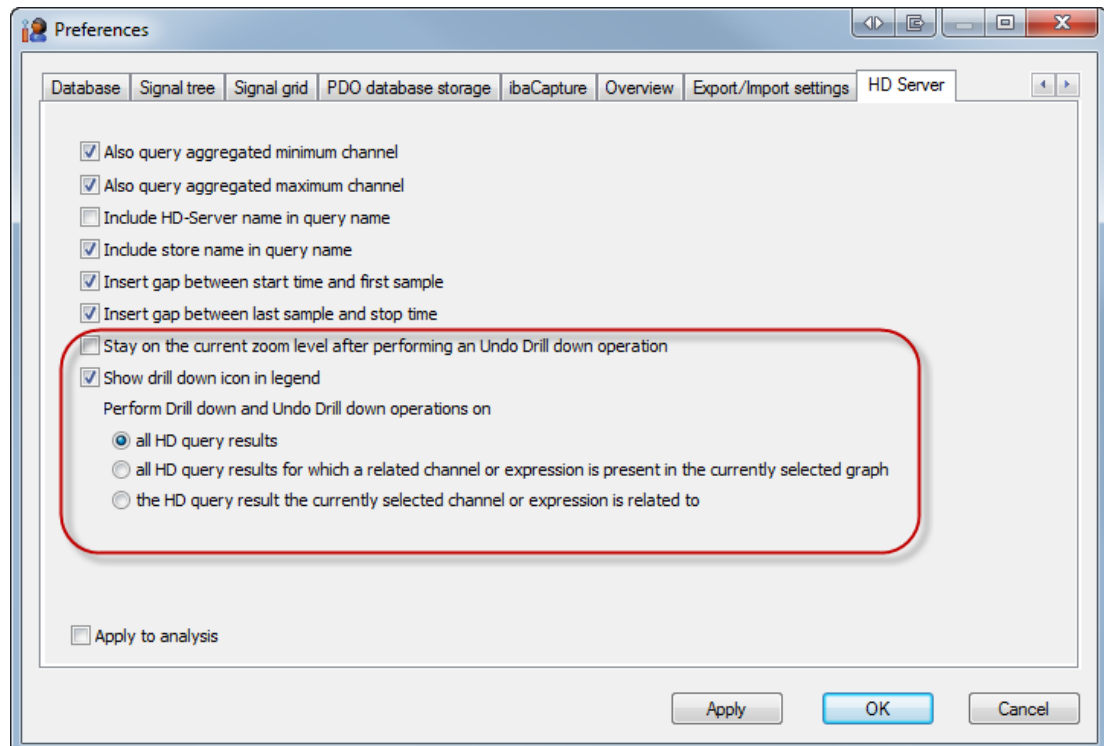 Preferences
Database Signal tree Signal grid PDO database storage ibaCapture Overview Export/Import settings HD Server
Also query aggregated minimum channel
Also query aggregated maximum channel
Include HD-Server name in query name
Include store name in query name
Insert gap between start time and first sample
Insert gap between last sample and stop time
Stay on the current zoom level after performing an Undo Drill down operation
Show drill down icon in legend
Perform Drill down and Undo Drill down operations on
all HD query results
all HD query results for which a related channel or expression is present in the currently selected graph
the HD query result the currently selected channel or expression is related to
Apply to analysis
Apply OK Cancel